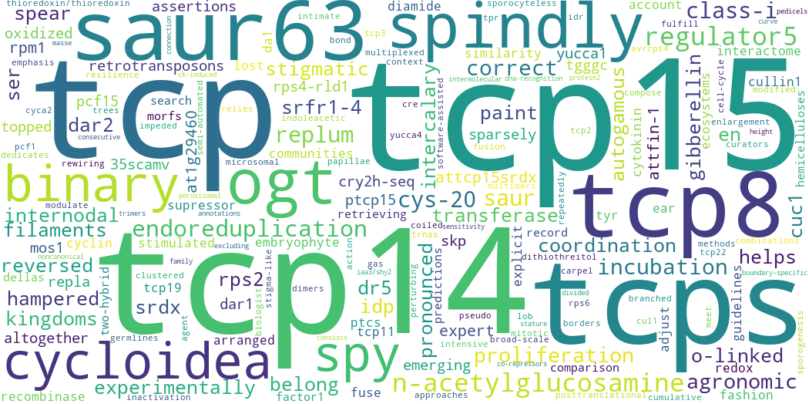 thioredoxin/thioredoxin
assertions
intimate
diamide
sporocyteless
account
pedicels
spear
oxidized
saur63
connection
da1
tpr
tcp3
idr
spindly
class-i
fulfill
curve
masse
emphasis
rpm1
retrotransposons
lost
bond
multiplexed
context
similarity
avrrps4
regulator5
interactome
resilience
ck-induced
stigmatic
yucca1
correct
tgggc
ser
tcp
tcp15
pcf15
search
rps4-rld1
cre
intermolecular
dna-recognition
protein2
cullin1
modified
cyca2
trees
morfs
relies
srfr1-4
yucca4
software-assisted
intercalary
paint
autogamous
compose
morbi
cell-cycle
gibberellin
ecosystems
hemicelluloses
topped
dar2
impeded
semi-automated
indoleacetic
replum
sparsely
tcp2
cytokinin
attfin-1
enlargement
height
pcf1
consecutive
at1g29460
microsomal
communities
papillae
fusion
en
curators
dedicates
rewiring
35scamv
binary
ogt
cry2h-seq
cys-20
attcp15srdx
saur
multimers
repeatedly
tcp8
cuc1
modulate
supressor
peroxisomal
ptcp15
retrieving
transferase
trnas
tyr
ear
combinations
internodal
trimers
annotations
filaments
mos1
cyclin
stimulated
endoreduplication
embryophyte
sensitivity
coiled
skp
explicit
record
methods
tcp22
reversed
noncanonical
excluding
family
stigma-like
action
gas
iaa3/shy2
perturbing
pronounced
predictions
coordination
helps
boundary-specific
dellas
repla
clustered
tcp19
rps2
dr5
dithiothreitol
carpel
incubation
guidelines
hampered
two-hybrid
srdx
dar1
dimers
idp
pseudo
mitotic
rps6
branched
kingdoms
tcp14
tcps
ptcs
tcp11
expert
lob
stature
divided
cul1
meet
altogether
germlines
arranged
agent
biologist
spy
intensive
broad-scale
borders
adjust
o-linked
sporogenesis
cycloidea
belong
emerging
proliferation
comparison
redox
experimentally
consists
co-repressors
n-acetylglucosamine
agronomic
recombinase
inactivation
factor1
fuse
approaches
posttranslational
cumulative
fashion